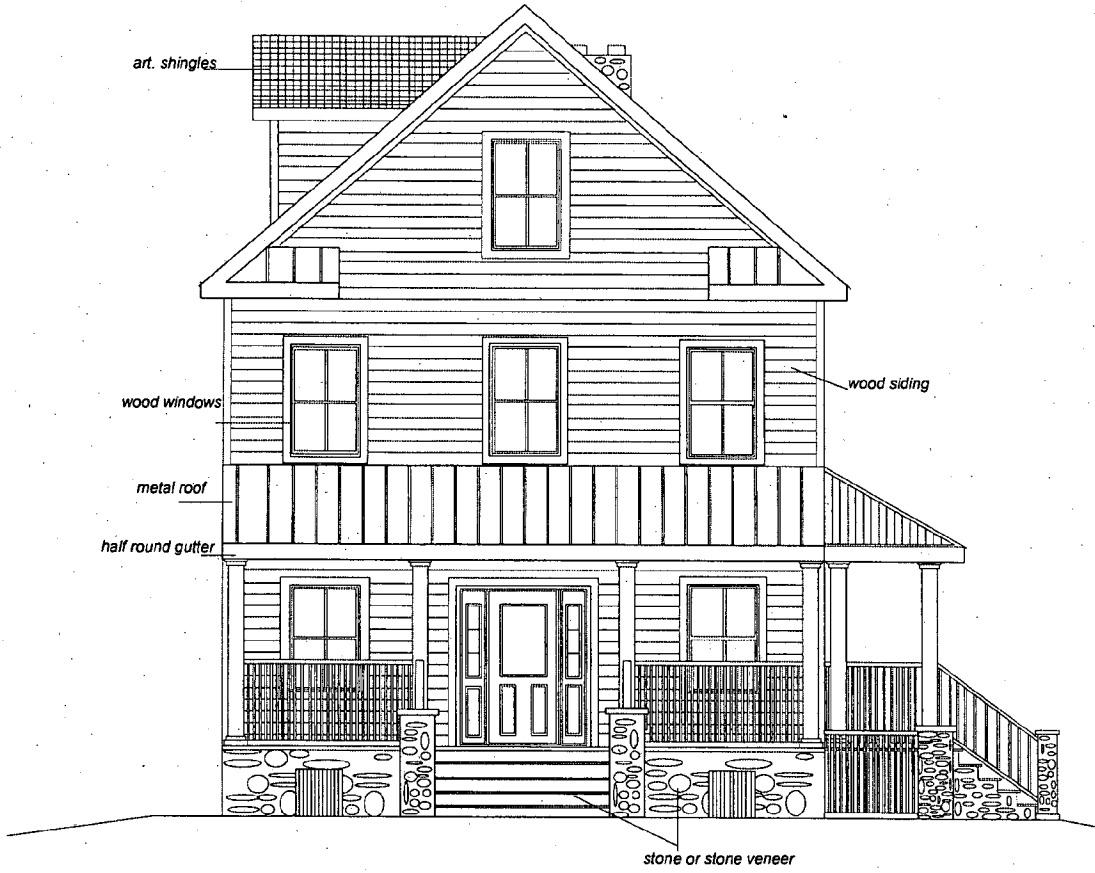 art. shingles
wood siding
wood windows
metal roof
half round gutter
stone or stone veneer